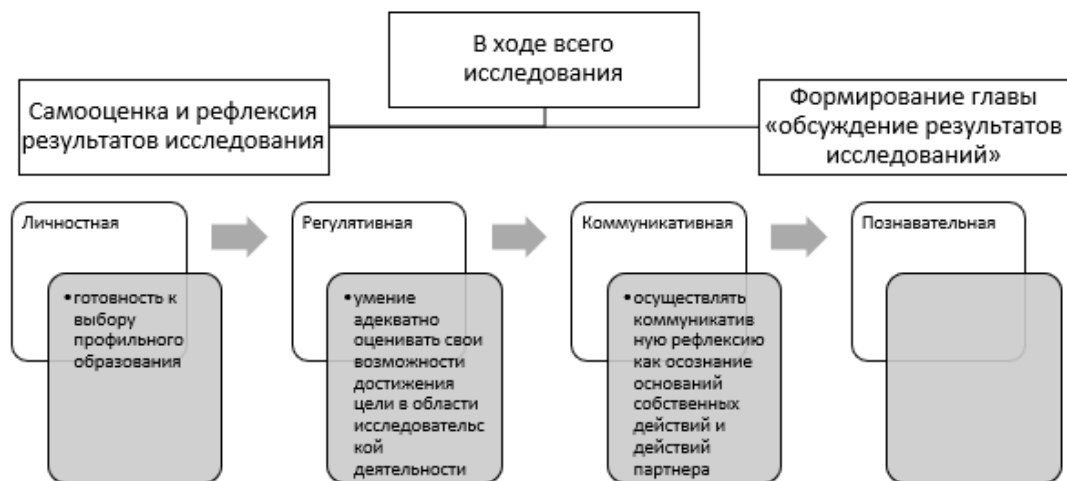 В ходе всего
исследования
Самооценка и рефлексия
результатов исследования
Формирование главы
«обсуждение результатов
исследований»
Личностная
•готовность к
выбору
профильного
образования
Регулятивная
•умение
адекватно
оценивать свои
возможности
достижения
цели в области
исследовательс
кой
деятельности
Коммуникативная
•осуществлять
коммуникатив
ную рефлексию
как осознание
оснований
собственных
действий и
действий
партнера
Познавательная